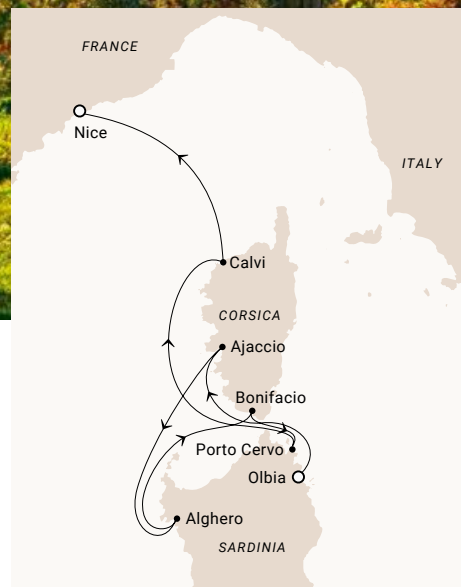 FRANCE
Nice
ITALY
Calvi
CORSICA
Ajaccio
Bonifacio
Porto Cervo
Olbia
Alghero
SARDINIA